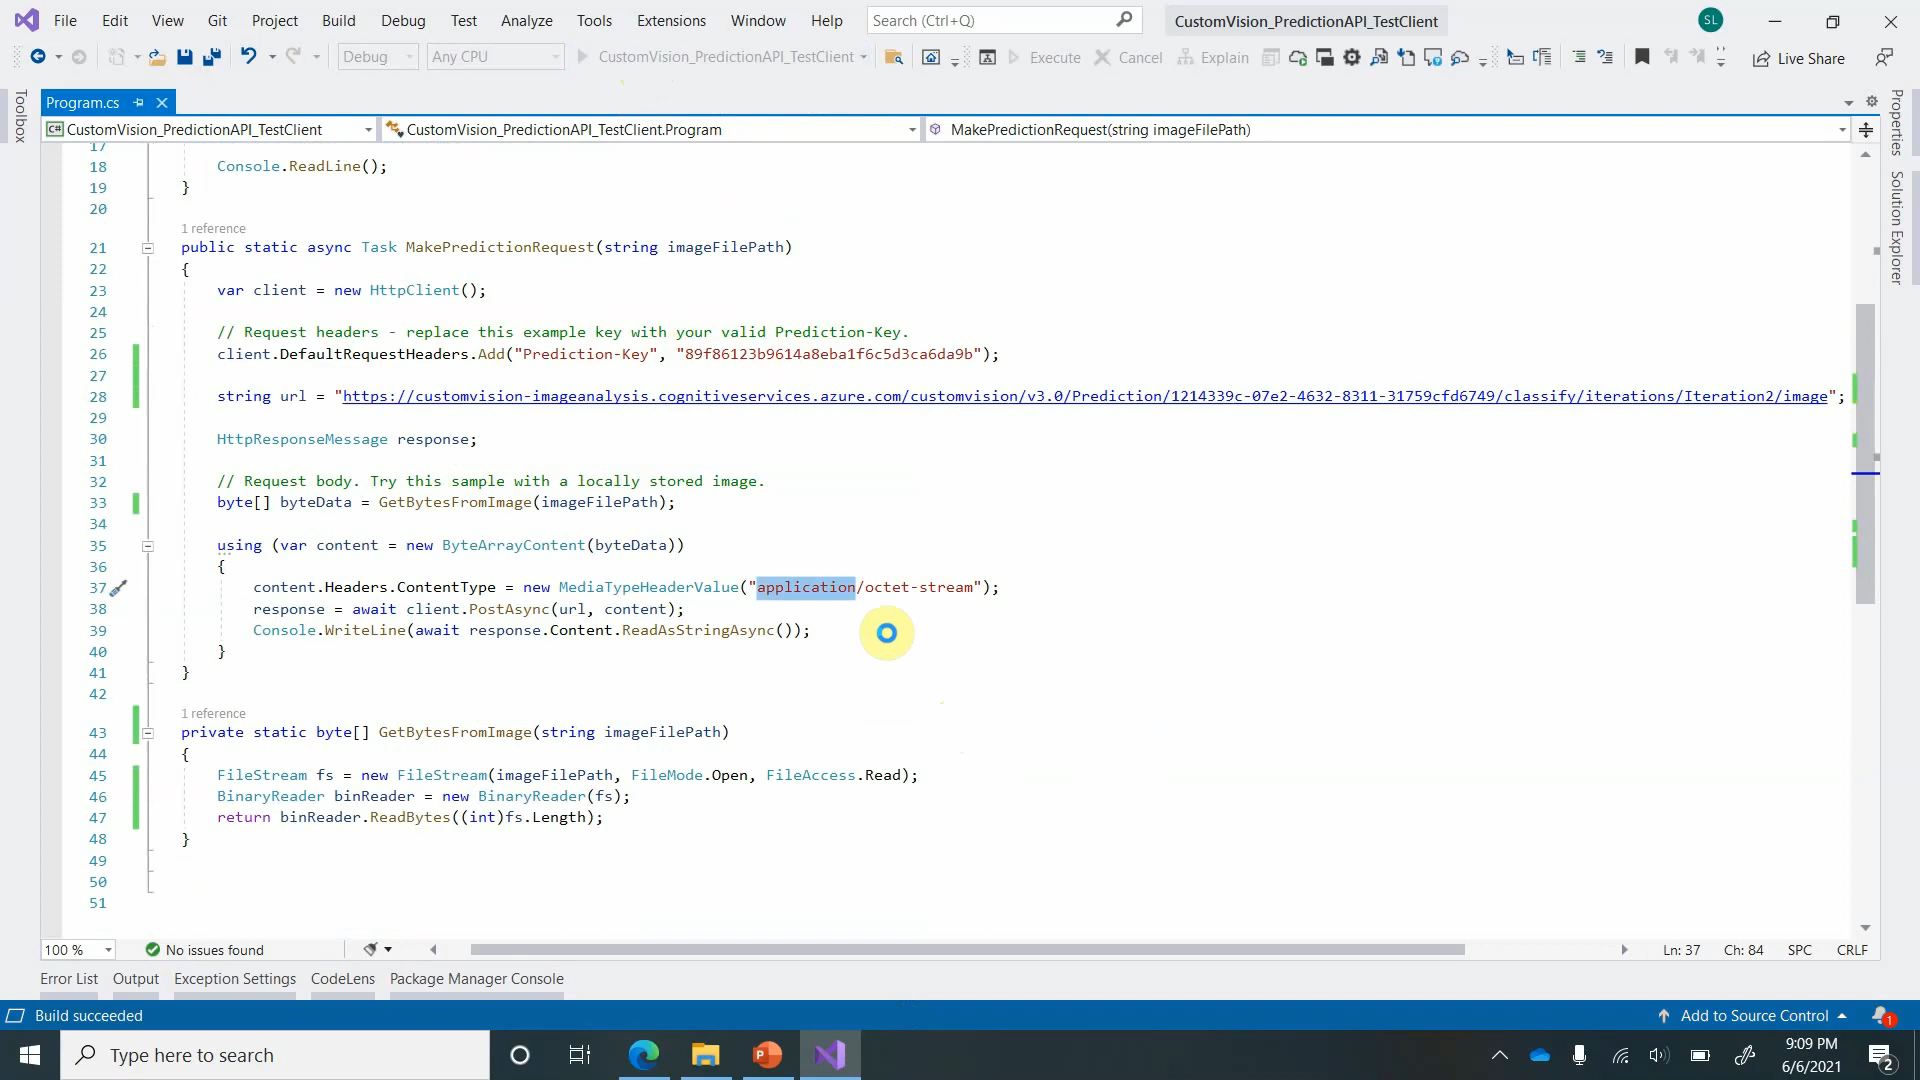 File Edit View Git Project Build Debug Test Analyze Tools Extensions Window Help Search (Ctrl+Q) CustomVision_PredictionAPI_TestClient SL
Debug Any CPU CustomVision_PredictionAPI_TestClient Execute Cancel Explain Live Share
Toolbox
Properties
Solution Explorer
Program.cs
C# CustomVision_PredictionAPI_TestClient CustomVision_PredictionAPI_TestClient.Program MakePredictionRequest(string imageFilePath)
17
18 Console.ReadLine();
19 }
20
1 reference
21 public static async Task MakePredictionRequest(string imageFilePath)
22 {
23 var client = new HttpClient();
24
25 // Request headers - replace this example key with your valid Prediction-Key.
26 client.DefaultRequestHeaders.Add("Prediction-Key", "89f86123b9614a8eba1f6c5d3ca6da9b");
27
28 string url = "https://customvision-imageanalysis.cognitiveservices.azure.com/customvision/v3.0/Prediction/1214339c-07e2-4632-8311-31759cfd6749/classify/iterations/Iteration2/image";
29
30 HttpResponseMessage response;
31
32 // Request body. Try this sample with a locally stored image.
33 byte[] byteData = GetBytesFromImage(imageFilePath);
34
35 using (var content = new ByteArrayContent(byteData))
36 {
37 content.Headers.ContentType = new MediaTypeHeaderValue("application/octet-stream");
38 response = await client.PostAsync(url, content);
39 Console.WriteLine(await response.Content.ReadAsStringAsync());
40 }
41 }
42
1 reference
43 private static byte[] GetBytesFromImage(string imageFilePath)
44 {
45 FileStream fs = new FileStream(imageFilePath, FileMode.Open, FileAccess.Read);
46 BinaryReader binReader = new BinaryReader(fs);
47 return binReader.ReadBytes((int)fs.Length);
48 }
49
50
51
100 % No issues found Ln: 37 Ch: 84 SPC CRLF
Error List Output Exception Settings CodeLens Package Manager Console
Build succeeded Add to Source Control 1
Type here to search 9:09 PM
6/6/2021 2